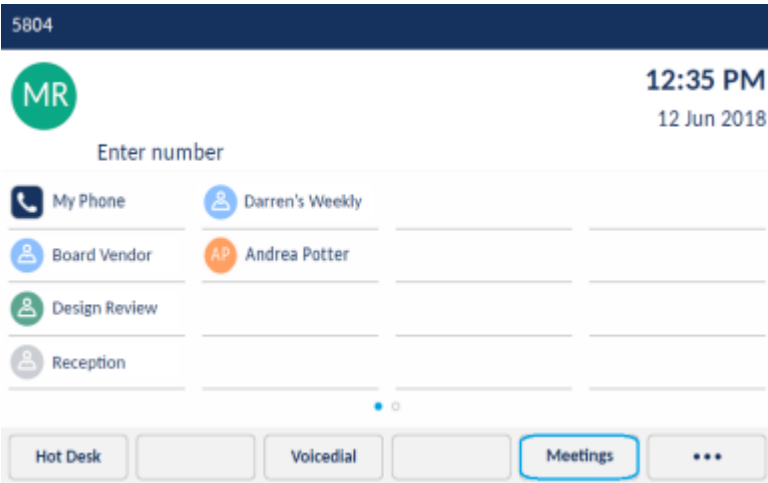 5804
MR
12:35 PM
12 Jun 2018
Enter number
My Phone
Darren's Weekly
Board Vendor
AP Andrea Potter
Design Review
Reception
Hot Desk
Voicedial
Meetings
•••